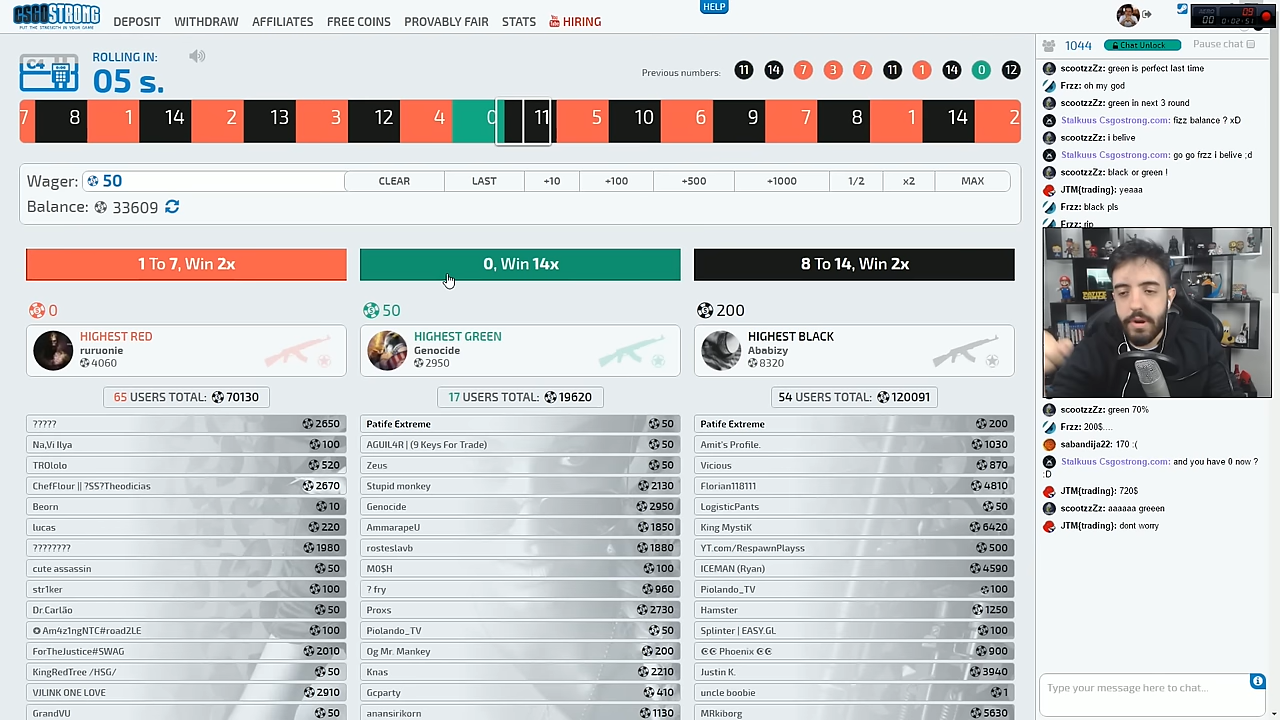 CSGOSTRONG
PUT THE STRENGTH IN YOUR GAME
DEPOSIT
WITHDRAW
AFFILIATES
FREE COINS
PROVABLY FAIR
STATS
HIRING
HELP
ROLLING IN:
05 s.
Previous numbers:
11 14 7 3 7 11 1 14 0 12
7 8 1 14 2 13 3 12 4 0 11 5 10 6 9 7 8 1 14 2
Wager: 50
CLEAR
LAST
+10
+100
+500
+1000
1/2
x2
MAX
Balance: 33609
1 To 7, Win 2x
0, Win 14x
8 To 14, Win 2x
0
50
200
HIGHEST RED
ruruonie
4060
HIGHEST GREEN
Genocide
2950
HIGHEST BLACK
Ababizy
8320
65 USERS TOTAL: 70130
17 USERS TOTAL: 19620
54 USERS TOTAL: 120091
????? 2650
Na,Vi Ilya 100
TROlolo 520
ChefFlour || ?SS?Theodicias 2670
Beorn 10
lucas 220
???????? 1980
cute assassin 50
str1ker 100
Dr.Carlão 50
✪ Am4z1ngNTC#road2LE 100
ForTheJustice#SWAG 2010
KingRedTree /HSG/ 50
VJLINK ONE LOVE 2910
GrandVU 50
Patife Extreme 50
AGUIL4R | (9 Keys For Trade) 50
Zeus 50
Stupid monkey 2130
Genocide 2950
AmmarapeU 1850
rosteslavb 1880
M0$H 100
? fry 960
Proxs 2730
Piolando_TV 50
Og Mr. Mankey 200
Knas 2210
Gcparty 410
anansirikorn 1130
Patife Extreme 200
Amit's Profile. 1030
Vicious 870
Florian118111 4810
LogisticPants 50
King MystiK 6420
YT.com/RespawnPlayss 500
ICEMAN (Ryan) 4590
Piolando_TV 100
Hamster 1250
Splinter | EASY.GL 100
Є€ Phoenix Є€ 900
Justin K. 3940
uncle boobie 1
MRkiborg 5630
1044
Chat Unlock
Pause chat
scootzzZz: green is perfect last time
Frzz: oh my god
scootzzZz: green in next 3 round
Stalkuus Csgostrong.com: fizz balance ? xD
scootzzZz: i belive
Stalkuus Csgostrong.com: go go frzz i belive ;d
scootzzZz: black or green !
JTM{trading}: yeaaa
Frzz: black pls
Frzz: rip
scootzzZz: green 70%
Frzz: 200$....
sabandija22: 170 :(
Stalkuus Csgostrong.com: and you have 0 now ?
:D
JTM{trading}: 720$
scootzzZz: aaaaaa greeen
JTM{trading}: dont worry
Type your message here to chat...